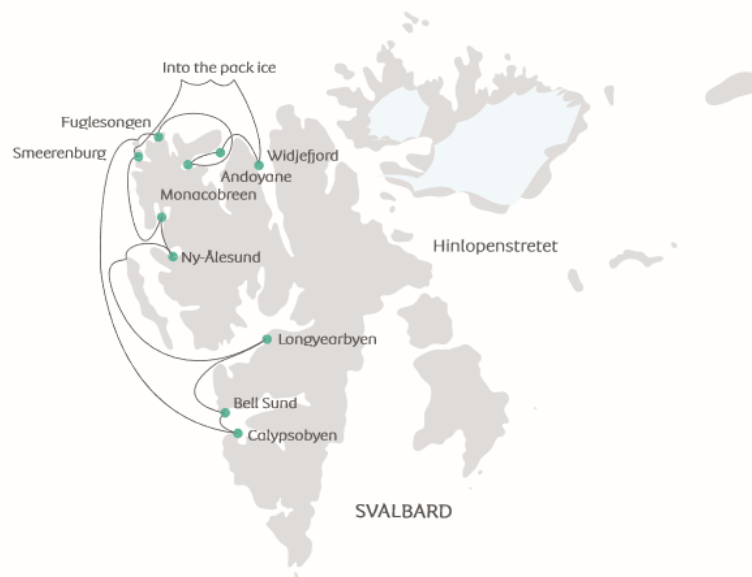 Into the pack ice
Fuglesongen
Smeerenburg
Widjefjord
Andoyane
Monacobreen
Hinlopenstretet
Ny-Ålesund
Longyearbyen
Bell Sund
Calypsobyen
SVALBARD